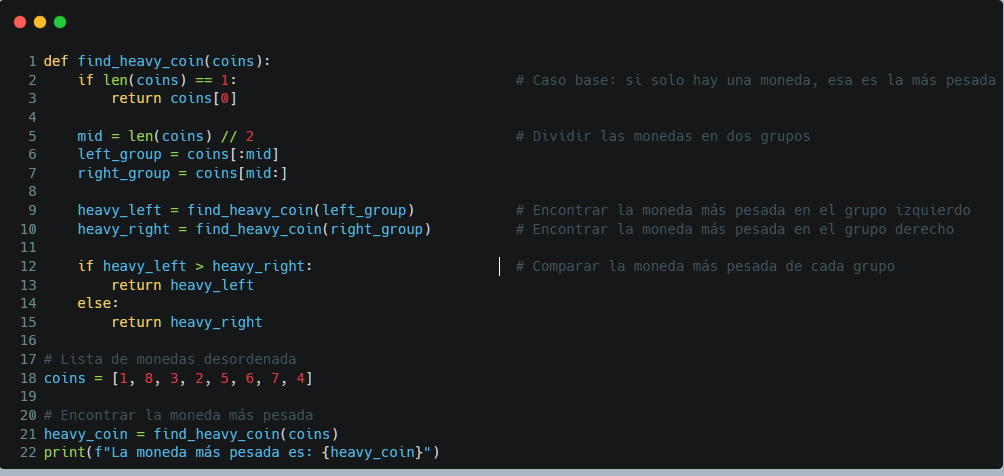 1 def find_heavy_coin(coins):
2     if len(coins) == 1:                                 # Caso base: si solo hay una moneda, esa es la más pesada
3         return coins[0]
4
5     mid = len(coins) // 2                               # Dividir las monedas en dos grupos
6     left_group = coins[:mid]
7     right_group = coins[mid:]
8
9     heavy_left = find_heavy_coin(left_group)            # Encontrar la moneda más pesada en el grupo izquierdo
10     heavy_right = find_heavy_coin(right_group)          # Encontrar la moneda más pesada en el grupo derecho
11
12     if heavy_left > heavy_right:                        # Comparar la moneda más pesada de cada grupo
13         return heavy_left
14     else:
15         return heavy_right
16
17 # Lista de monedas desordenada
18 coins = [1, 8, 3, 2, 5, 6, 7, 4]
19
20 # Encontrar la moneda más pesada
21 heavy_coin = find_heavy_coin(coins)
22 print(f"La moneda más pesada es: {heavy_coin}")